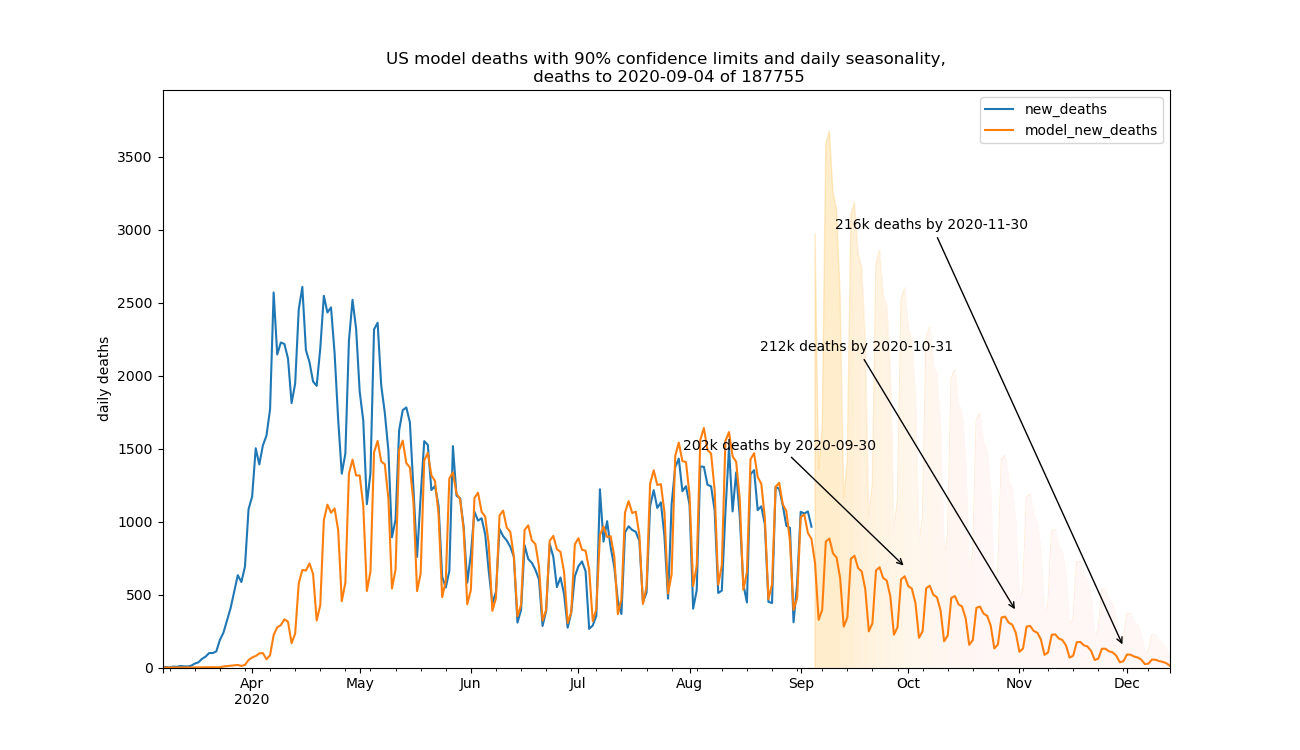 US model deaths with 90% confidence limits and daily seasonality,
deaths to 2020-09-04 of 187755
new_deaths
model_new_deaths
3500
3000
2500
2000
1500
1000
500
0
daily deaths
216k deaths by 2020-11-30
212k deaths by 2020-10-31
202k deaths by 2020-09-30
Apr
2020
May
Jun
Jul
Aug
Sep
Oct
Nov
Dec